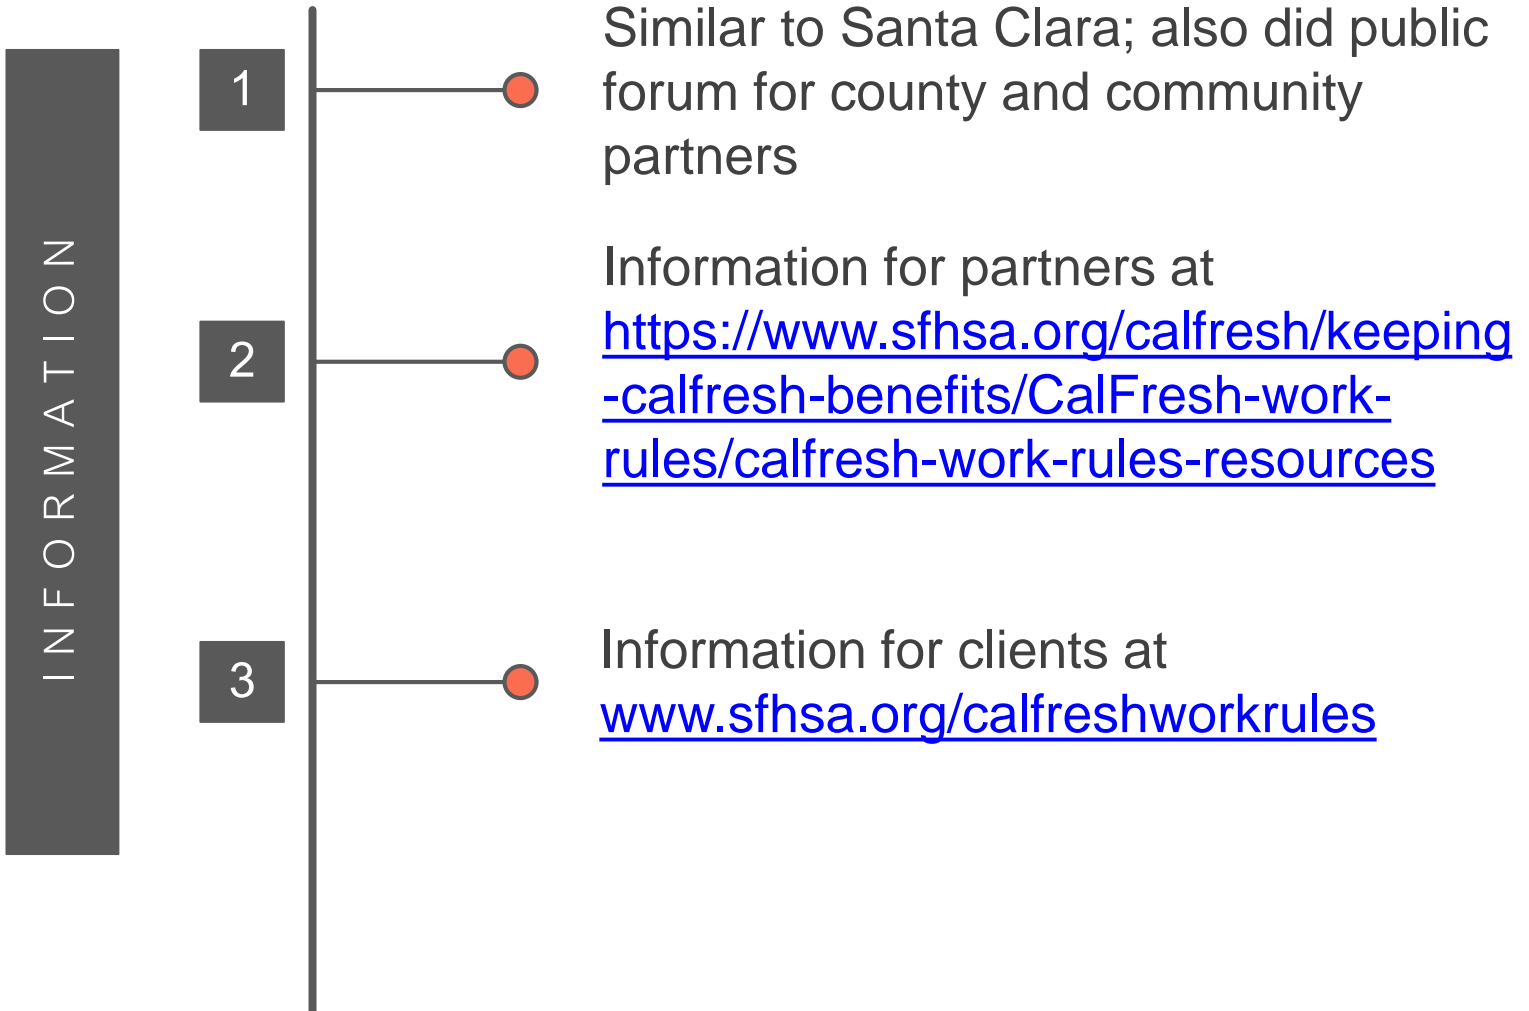 INFORMATION
1
Similar to Santa Clara; also did public
forum for county and community
partners
2
Information for partners at
https://www.sfhsa.org/calfresh/keeping
-calfresh-benefits/CalFresh-work-
rules/calfresh-work-rules-resources
3
Information for clients at
www.sfhsa.org/calfreshworkrules